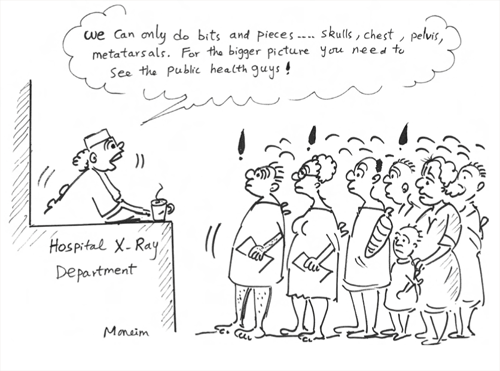 We can only do bits and pieces.... skulls, chest, pelvis,
metatarsals. For the bigger picture you need to
see the public health guys!
Hospital X-Ray
Department
Moneim